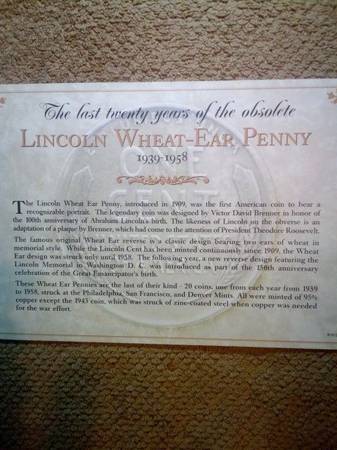 The last twenty years of the obsolete
LINCOLN WHEAT-EAR PENNY
1939-1958
The Lincoln Wheat Ear Penny, introduced in 1909, was the first American coin to bear a
recognizable portrait. The legendary coin was designed by Victor David Brenner in honor of
the 100th anniversary of Abraham Lincoln's birth. The likeness of Lincoln on the obverse is an
adaptation of a plaque by Brenner, which had come to the attention of President Theodore Roosevelt.
The famous original Wheat Ear reverse is a classic design bearing two ears of wheat in
memorial style. While the Lincoln Cent has been minted continuously since 1909, the Wheat
Ear design was struck only until 1958. The following year, a new reverse design featuring the
Lincoln Memorial in Washington D. C. was introduced as part of the 150th anniversary
celebration of the Great Emancipator's birth.
These Wheat Ear Pennies are the last of their kind - 20 coins, one from each year from 1939
to 1958, struck at the Philadelphia, San Francisco, and Denver Mints. All were minted of 95%
copper except the 1943 coin, which was struck of zinc-coated steel when copper was needed
for the war effort.